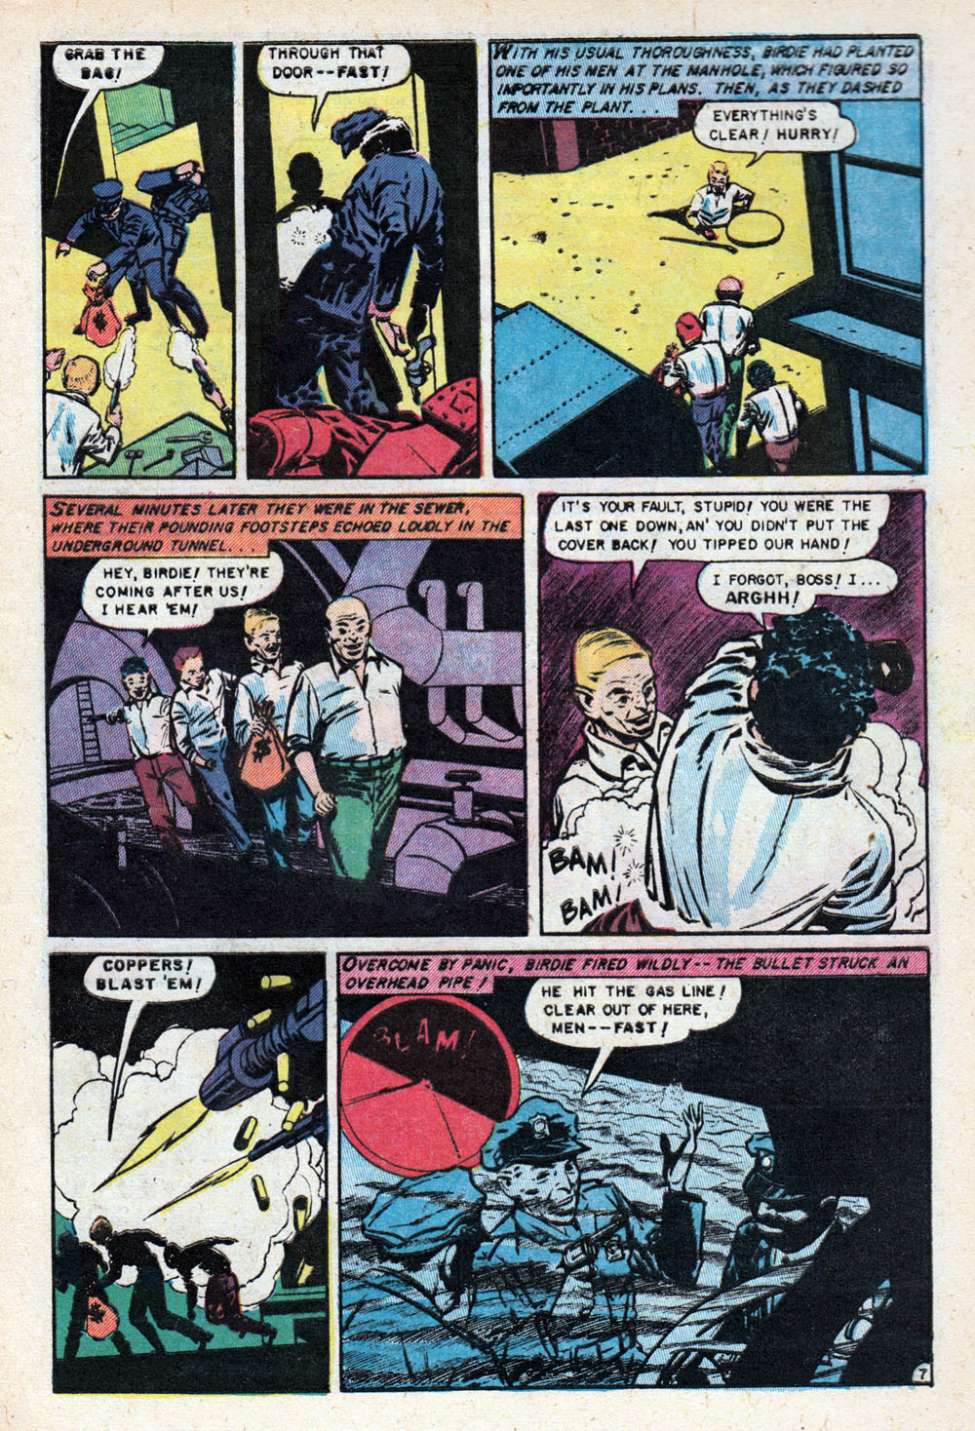 GRAB THE
BAG!
THROUGH THAT
DOOR--FAST!
WITH HIS USUAL THOROUGHNESS, BIRDIE HAD PLANTED
ONE OF HIS MEN AT THE MANHOLE, WHICH FIGURED SO
IMPORTANTLY IN HIS PLANS. THEN, AS THEY DASHED
FROM THE PLANT. . .
EVERYTHING'S
CLEAR! HURRY!
SEVERAL MINUTES LATER THEY WERE IN THE SEWER,
WHERE THEIR POUNDING FOOTSTEPS ECHOED LOUDLY IN THE
UNDERGROUND TUNNEL. . .
HEY, BIRDIE! THEY'RE
COMING AFTER US!
I HEAR 'EM!
IT'S YOUR FAULT, STUPID! YOU WERE THE
LAST ONE DOWN, AN' YOU DIDN'T PUT THE
COVER BACK! YOU TIPPED OUR HAND!
I FORGOT, BOSS! I...
ARGHH!
BAM!
BAM!
COPPERS!
BLAST 'EM!
OVERCOME BY PANIC, BIRDIE FIRED WILDLY-- THE BULLET STRUCK AN
OVERHEAD PIPE!
HE HIT THE GAS LINE!
CLEAR OUT OF HERE,
MEN--FAST!
BLAM!
7